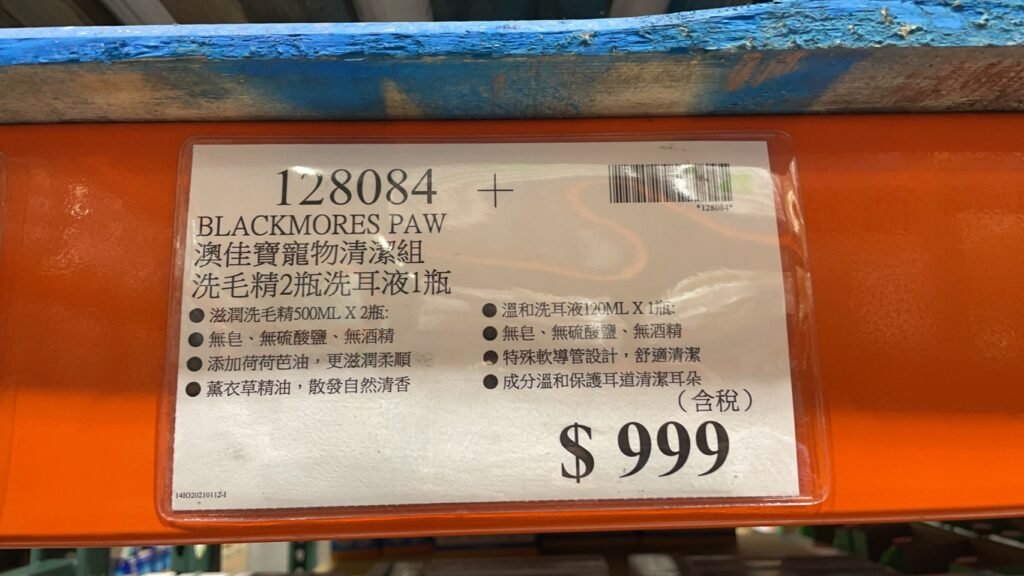 128084 +
*128084*
BLACKMORES PAW
澳佳寶寵物清潔組
洗毛精2瓶洗耳液1瓶
● 滋潤洗毛精500ML X 2瓶:
● 無皂、無硫酸鹽、無酒精
● 添加荷荷芭油，更滋潤柔順
● 薰衣草精油，散發自然清香
● 溫和洗耳液120ML X 1瓶:
● 無皂、無硫酸鹽、無酒精
● 特殊軟導管設計，舒適清潔
● 成分溫和保護耳道清潔耳朵
（含稅）
$ 999
14IO20210112-1